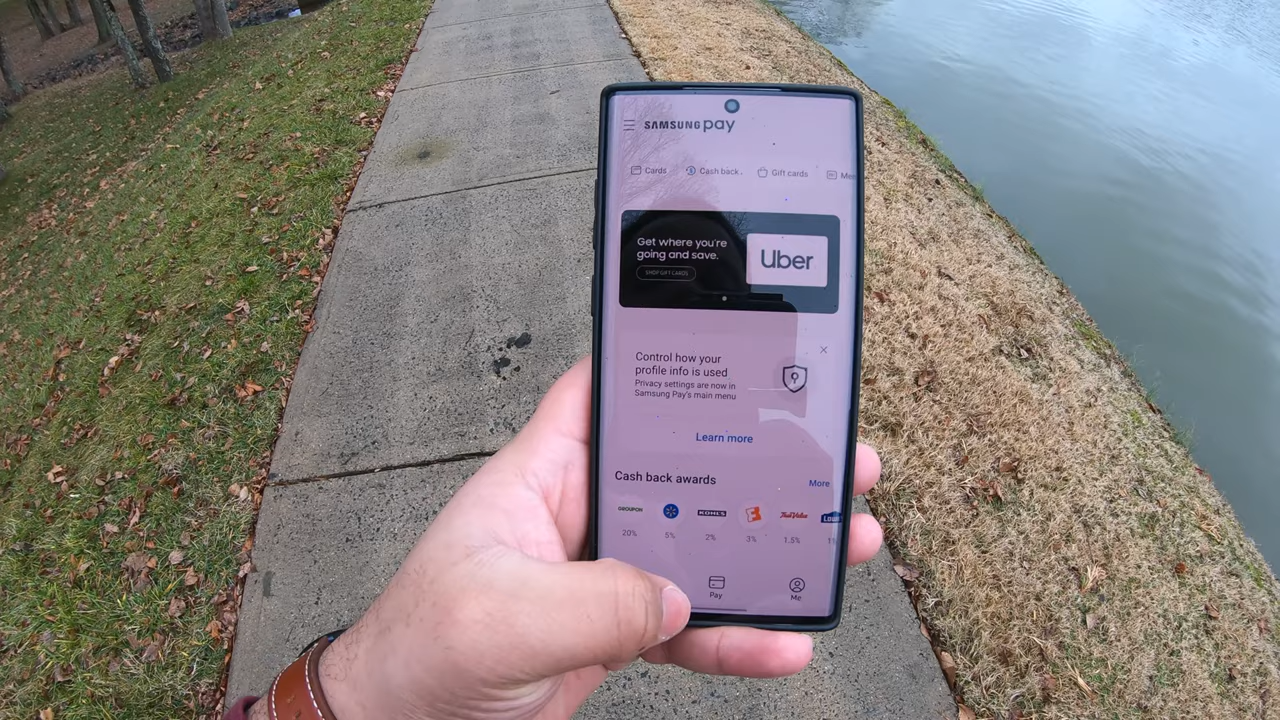 SAMSUNG pay
Cards
Cash back
Gift cards
Get where you're
going and save.
SHOP GIFT CARDS
Uber
Control how your
profile info is used
Privacy settings are now in
Samsung Pay's main menu
Learn more
Cash back awards
More
GROUPON
KOHL'S
True Value
20%
5%
2%
3%
1.5%
Pay
Me